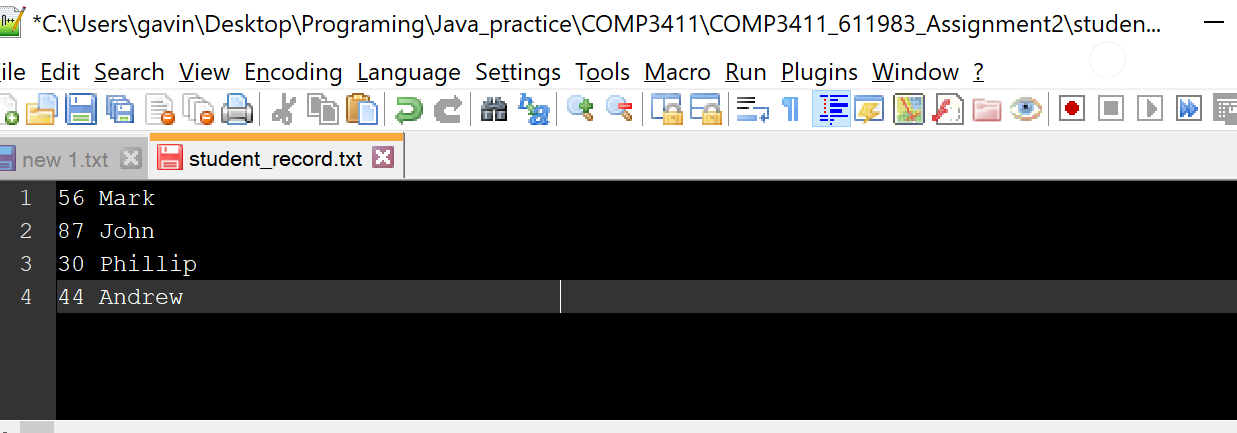 *C:\Users\gavin\Desktop\Programing\Java_practice\COMP3411\COMP3411_611983_Assignment2\studen...
ile Edit Search View Encoding Language Settings Tools Macro Run Plugins Window ?
new 1.txt student_record.txt
1 56 Mark
2 87 John
3 30 Phillip
4 44 Andrew